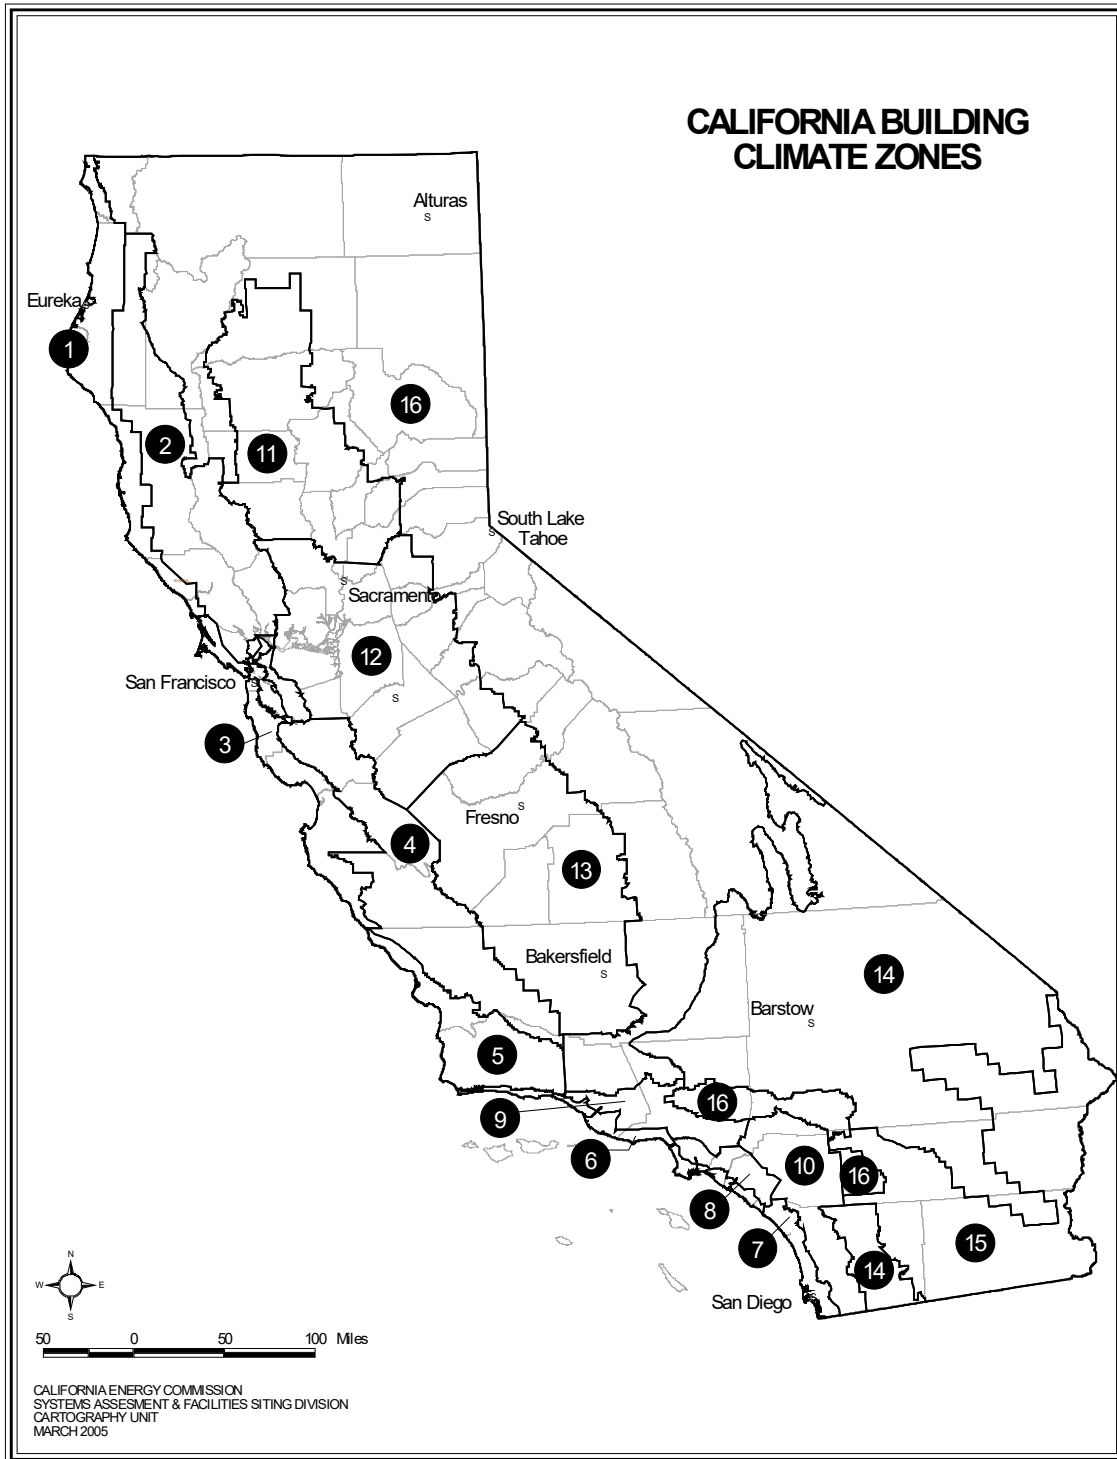 CALIFORNIA BUILDING
CLIMATE ZONES
Alturas
S
Eureka
S
1
16
2
11
South Lake
Tahoe
S
S
Sacramento
12
San Francisco
S
S
3
Fresno
S
4
13
Bakersfield
S
14
Barstow
S
5
16
9
6
10
16
8
7
15
14
San Diego
S
N
W
E
S
50
0
50
100
Miles
CALIFORNIA ENERGY COMMISSION
SYSTEMS ASSESMENT & FACILITIES SITING DIVISION
CARTOGRAPHY UNIT
MARCH 2005